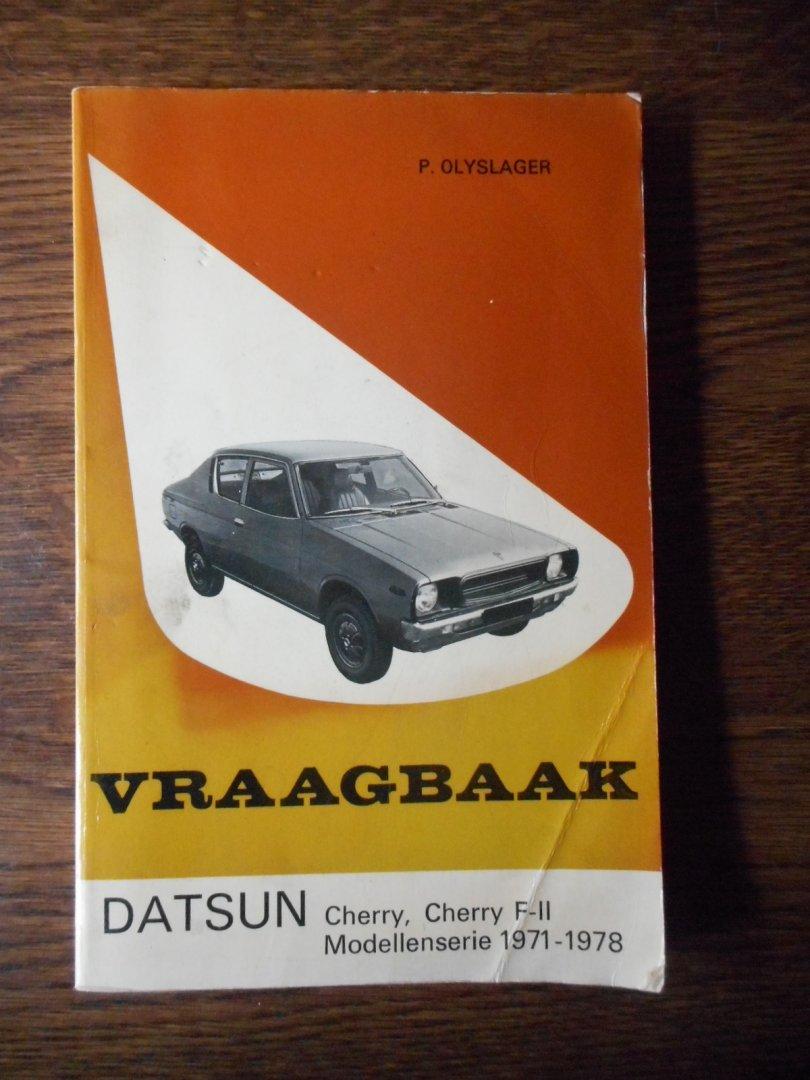 P. OLYSLAGER
VRAAGBAAK
DATSUN Cherry, Cherry F-II
Modellenserie 1971-1978